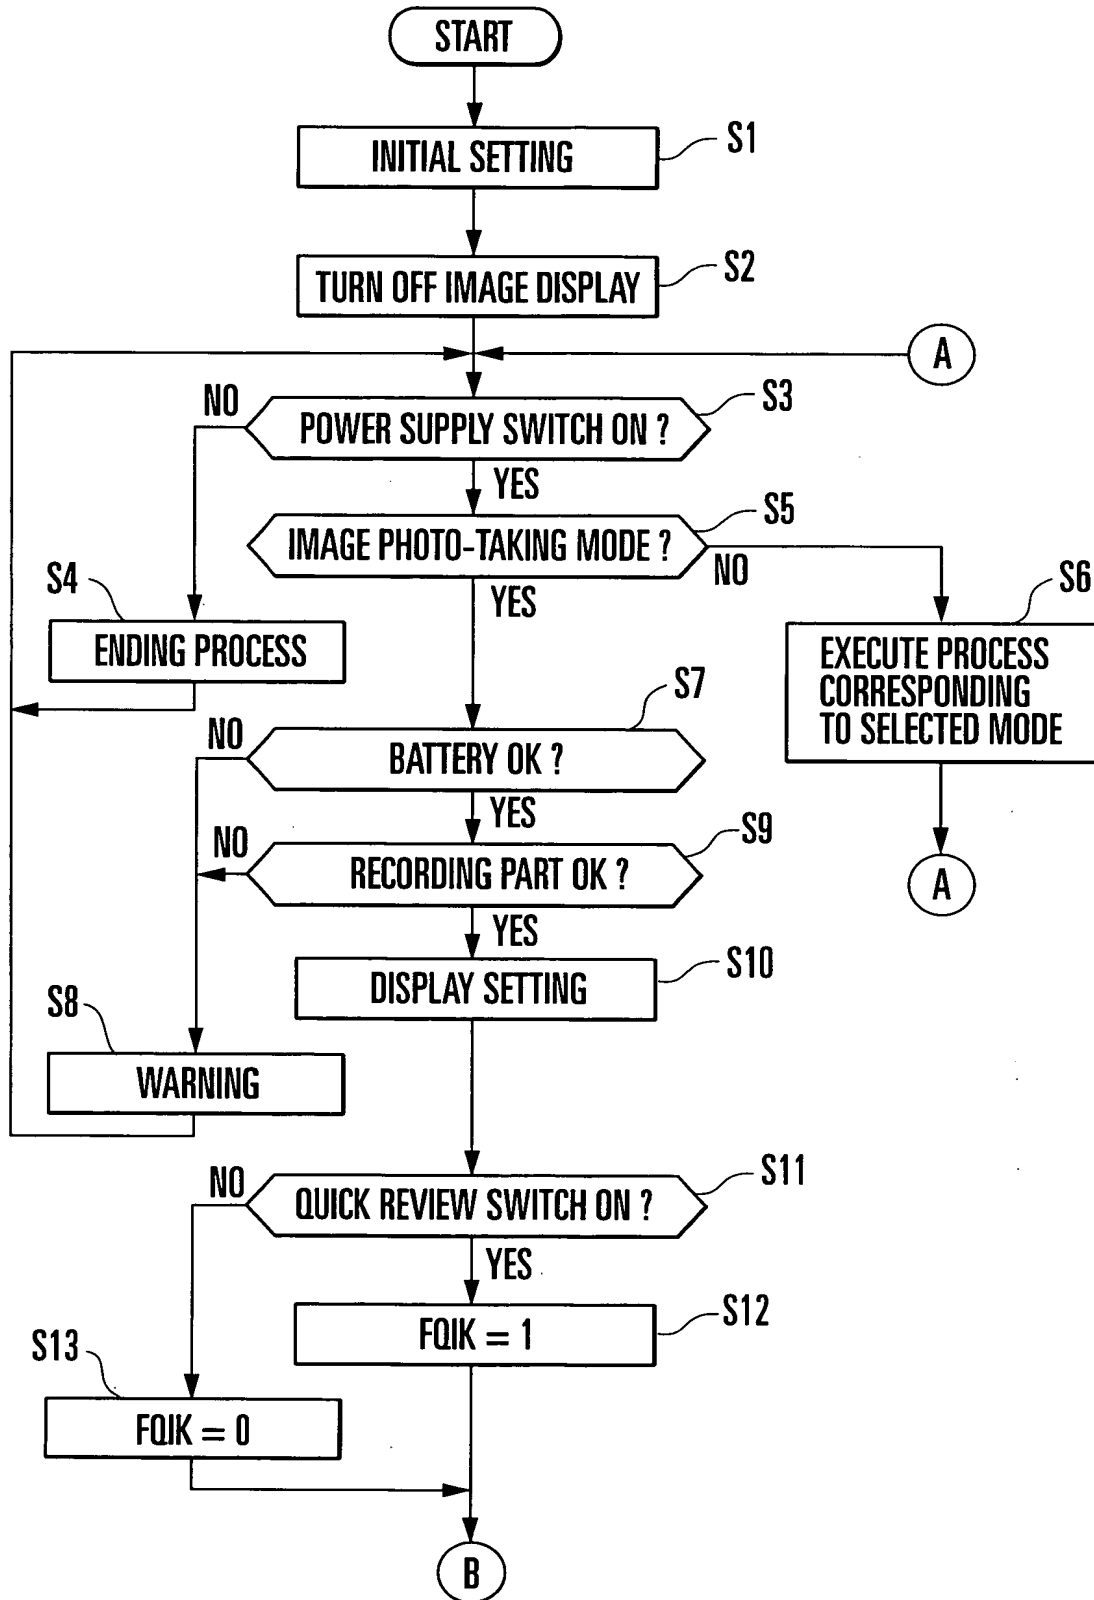 START
INITIAL SETTING
S1
TURN OFF IMAGE DISPLAY
S2
A
NO
POWER SUPPLY SWITCH ON ?
S3
YES
IMAGE PHOTO-TAKING MODE ?
S5
NO
YES
S4
ENDING PROCESS
S6
EXECUTE PROCESS
CORRESPONDING
TO SELECTED MODE
A
S7
NO
BATTERY OK ?
YES
NO
RECORDING PART OK ?
S9
YES
DISPLAY SETTING
S10
S8
WARNING
NO
QUICK REVIEW SWITCH ON ?
S11
YES
FQIK = 1
S12
S13
FQIK = 0
B